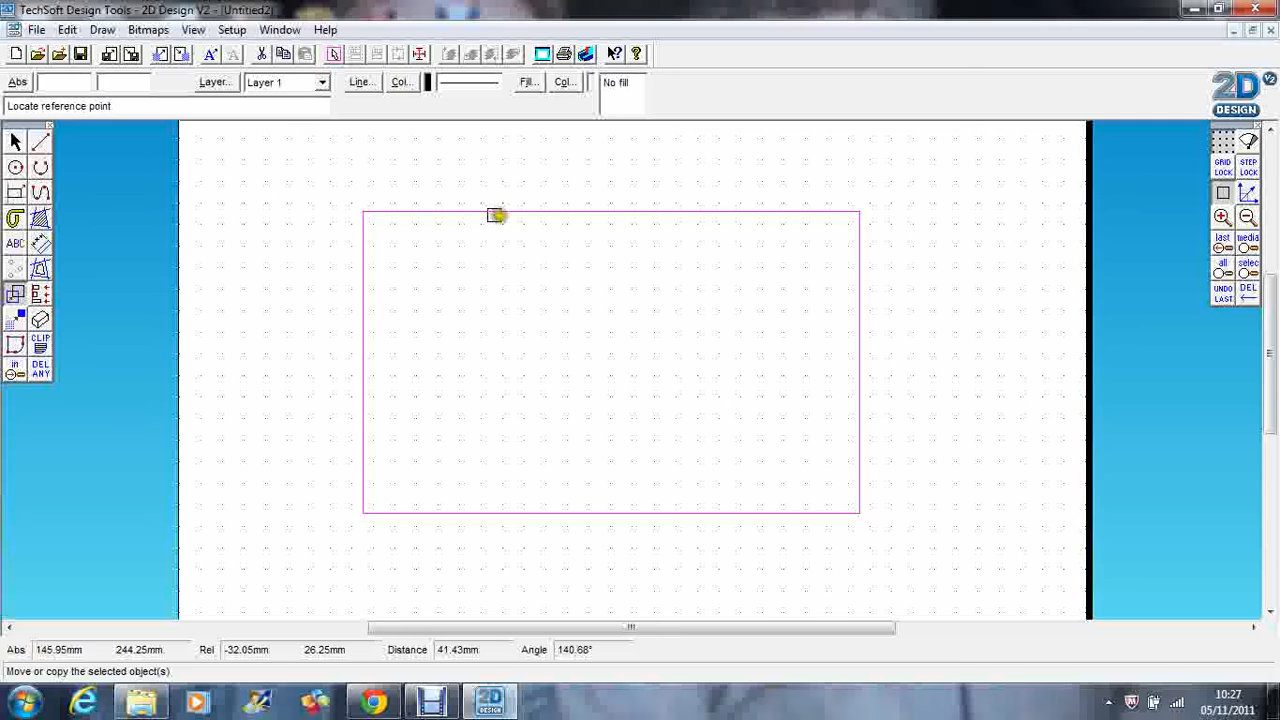 TechSoft Design Tools - 2D Design V2 - [Untitled2]
File Edit Draw Bitmaps View Setup Window Help
Abs Layer... Layer 1 Line... Col... Fill... Col... No fill
Locate reference point
2D V2
DESIGN
GRID LOCK STEP LOCK
ABC
last media
all selec
UNDO LAST DEL
CLIP
in DEL ANY
Abs 145.95mm 244.25mm Rel -32.05mm 26.25mm Distance 41.43mm Angle 140.68°
Move or copy the selected object(s)
2D DESIGN
10:27
05/11/2011